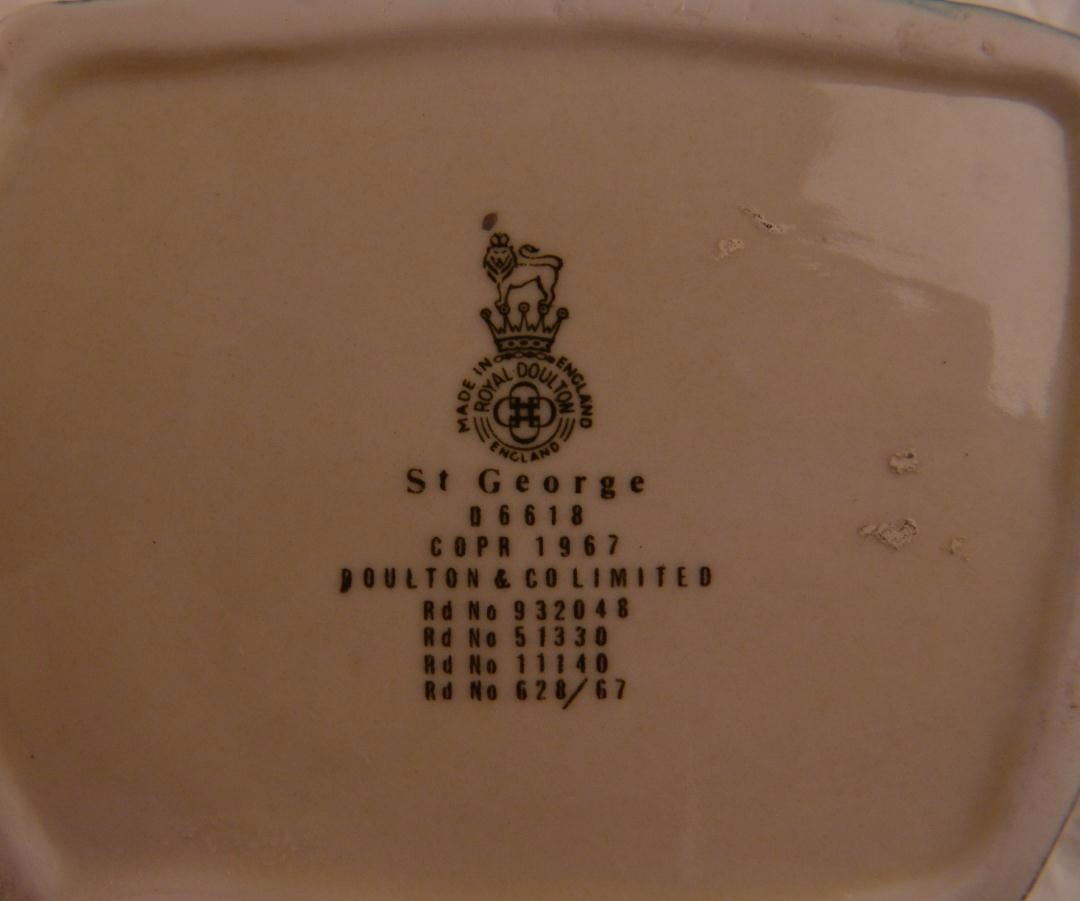 MADE IN ENGLAND
ROYAL DOULTON
ENGLAND
St George
D 6618
COPR 1967
DOULTON & CO LIMITED
Rd No 932048
Rd No 51330
Rd No 11140
Rd No 628/67